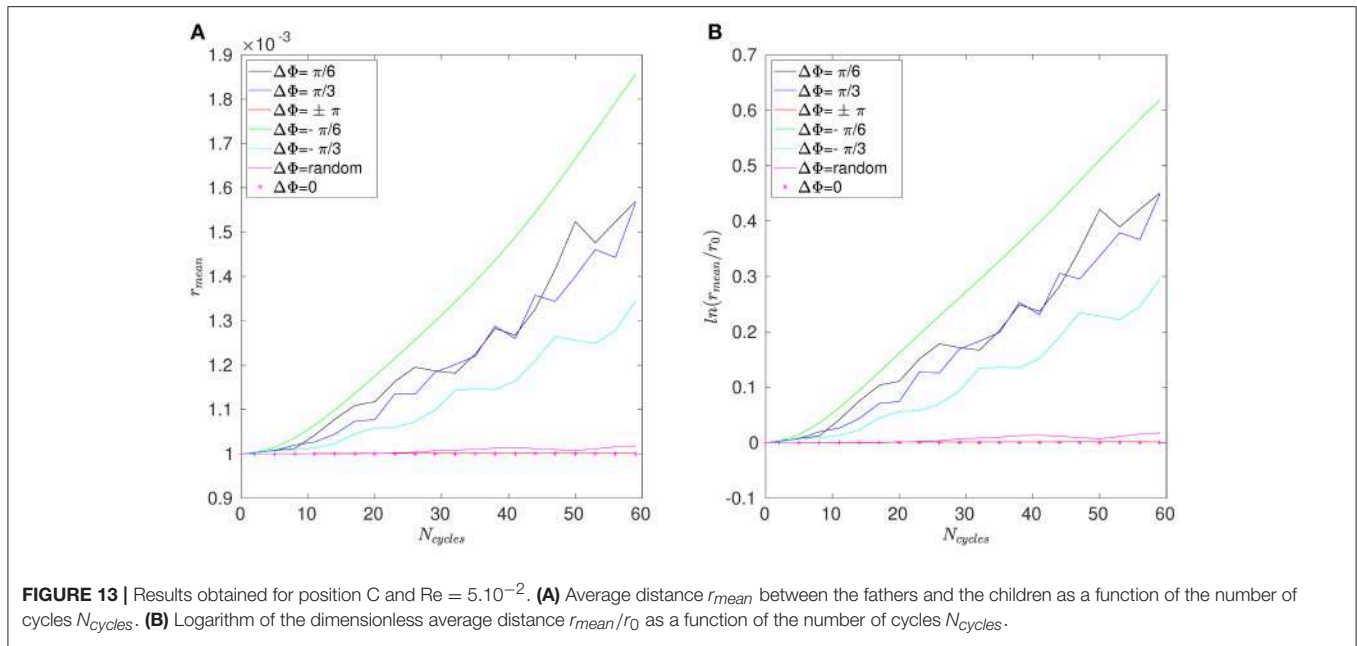 A
×10⁻³
1.9
1.8
1.7
1.6
1.5
1.4
1.3
1.2
1.1
1
0.9
r_mean
ΔΦ= π/6
ΔΦ= π/3
ΔΦ= ± π
ΔΦ=- π/6
ΔΦ=- π/3
ΔΦ=random
ΔΦ=0
0 10 20 30 40 50 60
N_cycles
B
0.7
0.6
0.5
0.4
0.3
0.2
0.1
0
-0.1
ln(r_mean/r_0)
ΔΦ= π/6
ΔΦ= π/3
ΔΦ= ± π
ΔΦ=- π/6
ΔΦ=- π/3
ΔΦ=random
ΔΦ=0
0 10 20 30 40 50 60
N_cycles
FIGURE 13 | Results obtained for position C and Re = 5.10⁻². (A) Average distance r_mean between the fathers and the children as a function of the number of
cycles N_cycles. (B) Logarithm of the dimensionless average distance r_mean/r_0 as a function of the number of cycles N_cycles.